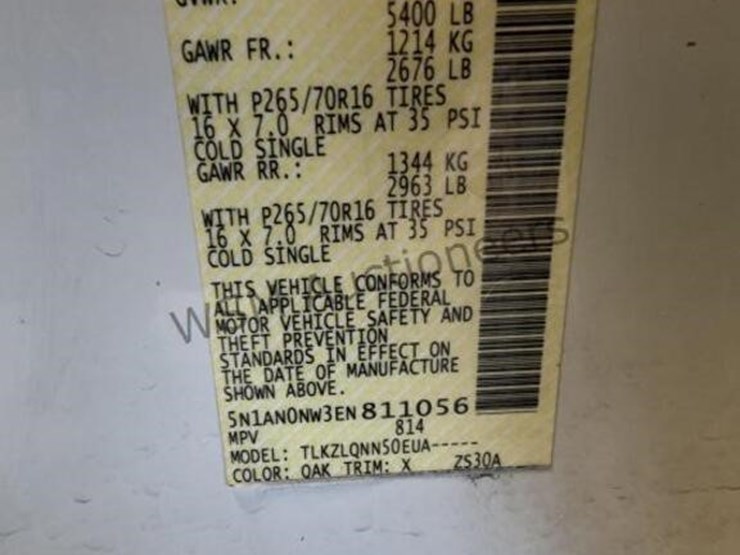 5400 LB
GAWR FR.: 1214 KG
2676 LB
WITH P265/70R16 TIRES
16 X 7.0 RIMS AT 35 PSI
COLD SINGLE
GAWR RR.: 1344 KG
2963 LB
WITH P265/70R16 TIRES
16 X 7.0 RIMS AT 35 PSI
COLD SINGLE
THIS VEHICLE CONFORMS TO
ALL APPLICABLE FEDERAL
MOTOR VEHICLE SAFETY AND
THEFT PREVENTION
STANDARDS IN EFFECT ON
THE DATE OF MANUFACTURE
SHOWN ABOVE.
5N1AN0NW3EN811056
MPV 814
MODEL: TLKZLQNN50EUA-----
COLOR: QAK TRIM: X ZS30A